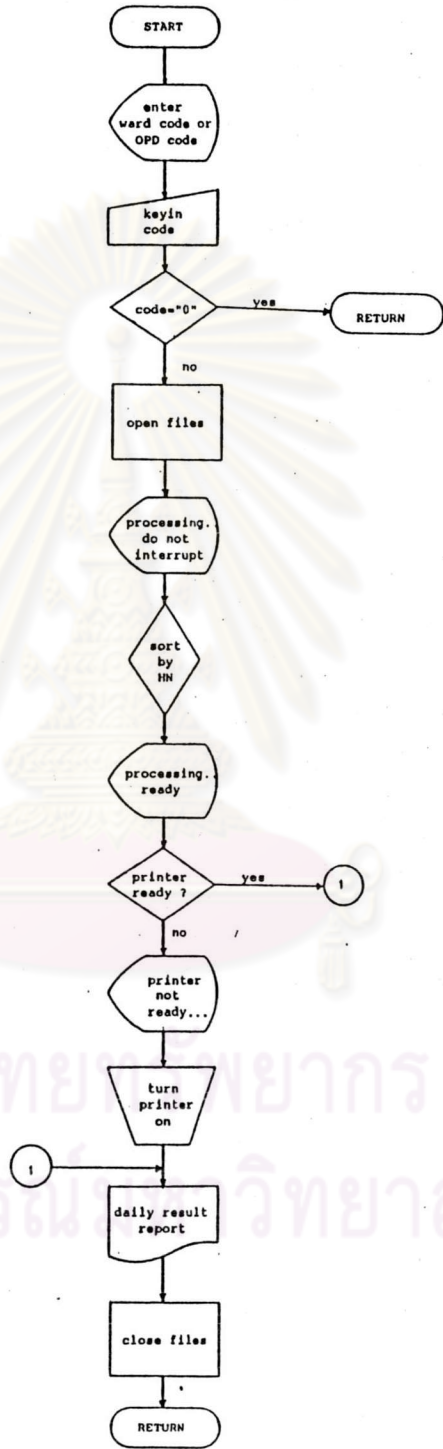 START
enter
ward code or
OPD code
keyin
code
code="0"
yes
RETURN
no
open files
processing..
do not
interrupt
sort
by
HN
processing..
ready
printer
ready ?
yes
1
no
printer
not
ready...
turn
printer
on
1
daily result
report
close files
RETURN